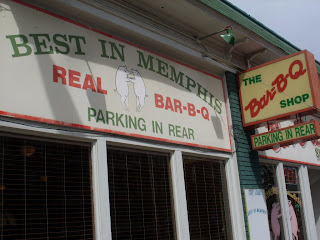 BEST IN MEMPHIS
REAL BAR-B-Q
PARKING IN REAR
THE
Bar-B-Q
SHOP
PARKING IN REAR